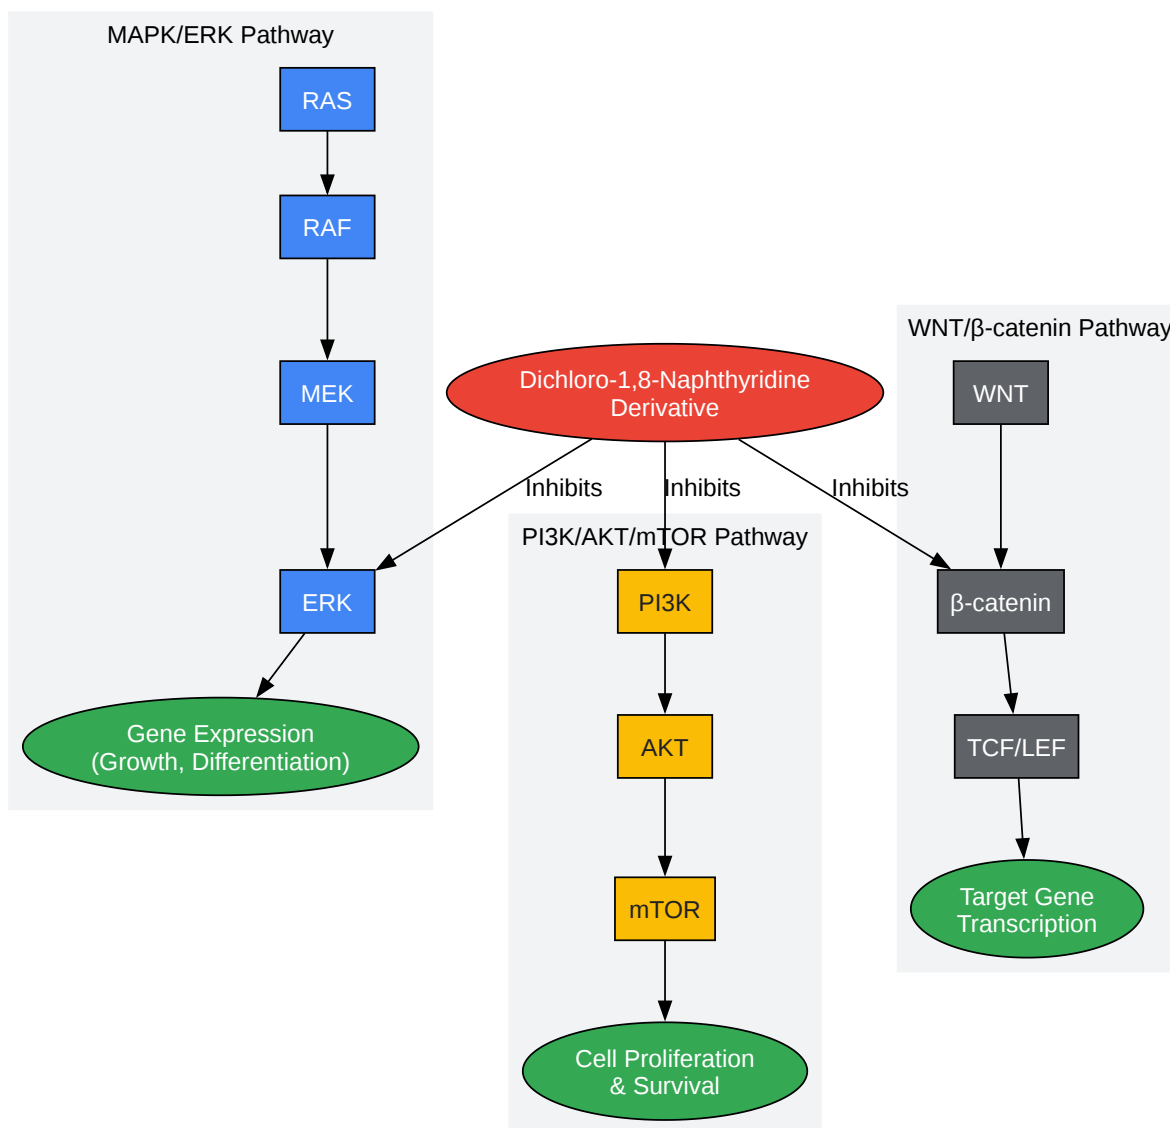 MAPK/ERK Pathway
RAS
RAF
MEK
ERK
Gene Expression
(Growth, Differentiation)
Dichloro-1,8-Naphthyridine
Derivative
Inhibits
Inhibits
Inhibits
PI3K/AKT/mTOR Pathway
PI3K
AKT
mTOR
Cell Proliferation
& Survival
WNT/β-catenin Pathway
WNT
β-catenin
TCF/LEF
Target Gene
Transcription